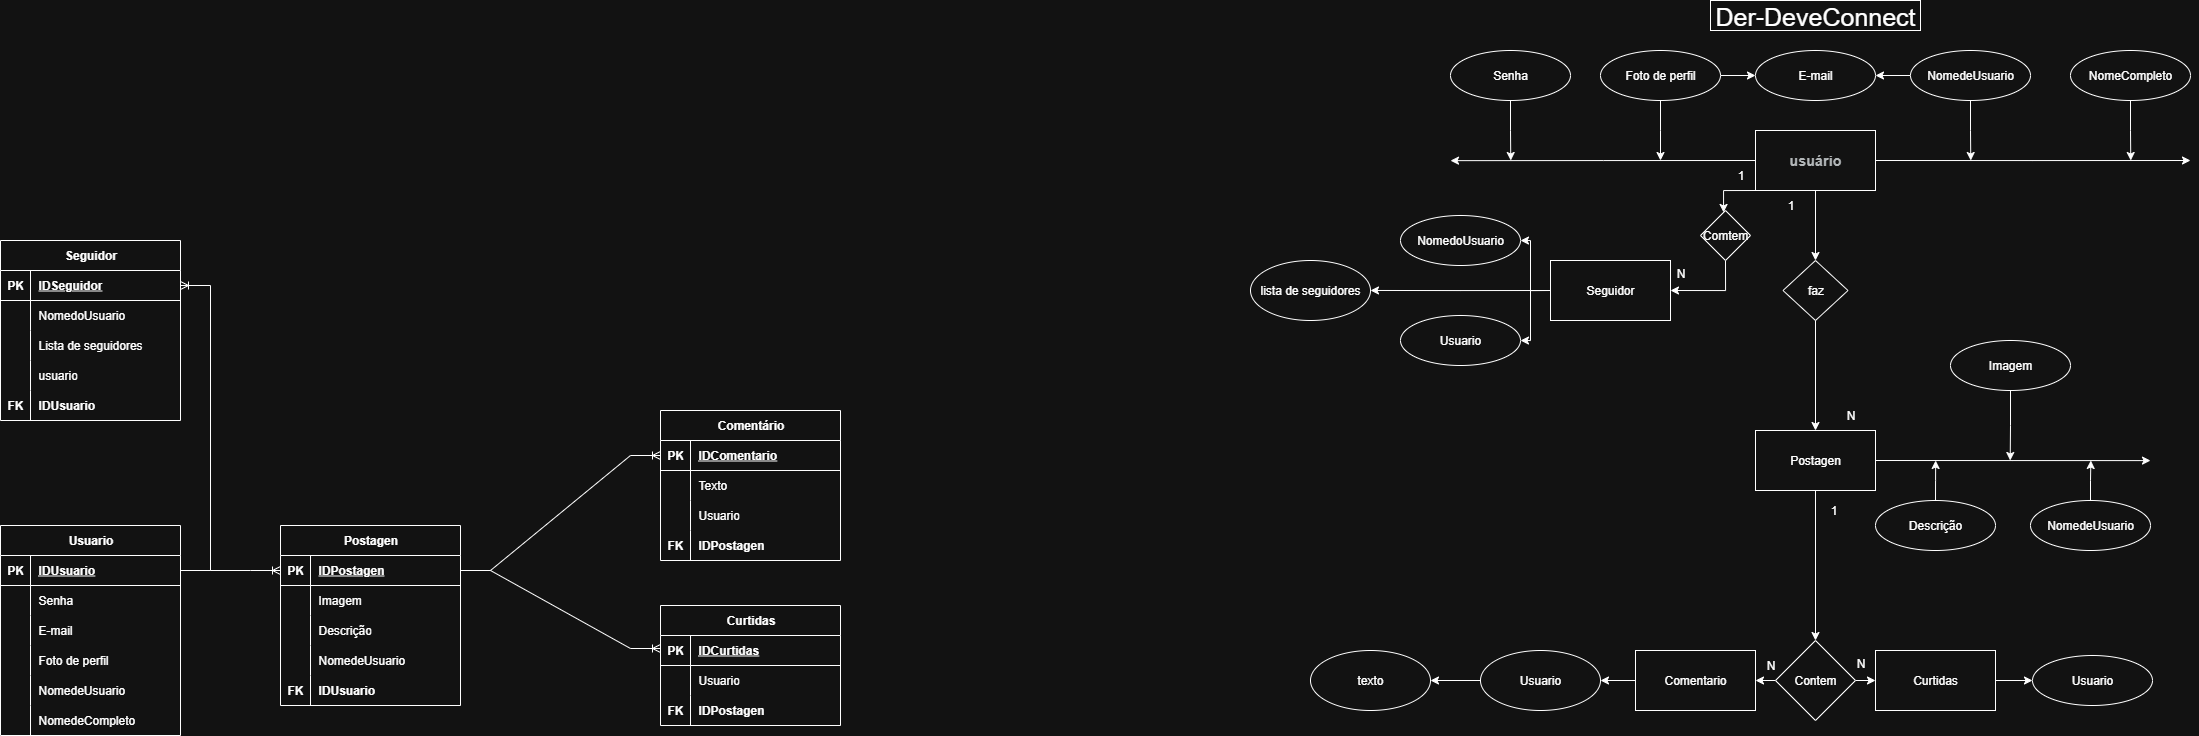 Der-DeveConnect
Senha
Foto de perfil
E-mail
NomedeUsuario
NomeCompleto
usuário
1
1
Comtem
NomedoUsuario
lista de seguidores
Usuario
Seguidor
N
faz
Imagem
N
Postagen
Descrição
NomedeUsuario
1
texto
Usuario
Comentario
N
Contem
N
Curtidas
Usuario
Seguidor
PK IDSeguidor
NomedoUsuario
Lista de seguidores
usuario
FK IDUsuario
Usuario
PK IDUsuario
Senha
E-mail
Foto de perfil
NomedeUsuario
NomedeCompleto
Postagen
PK IDPostagen
Imagem
Descrição
NomedeUsuario
FK IDUsuario
Comentário
PK IDComentario
Texto
Usuario
FK IDPostagen
Curtidas
PK IDCurtidas
Usuario
FK IDPostagen